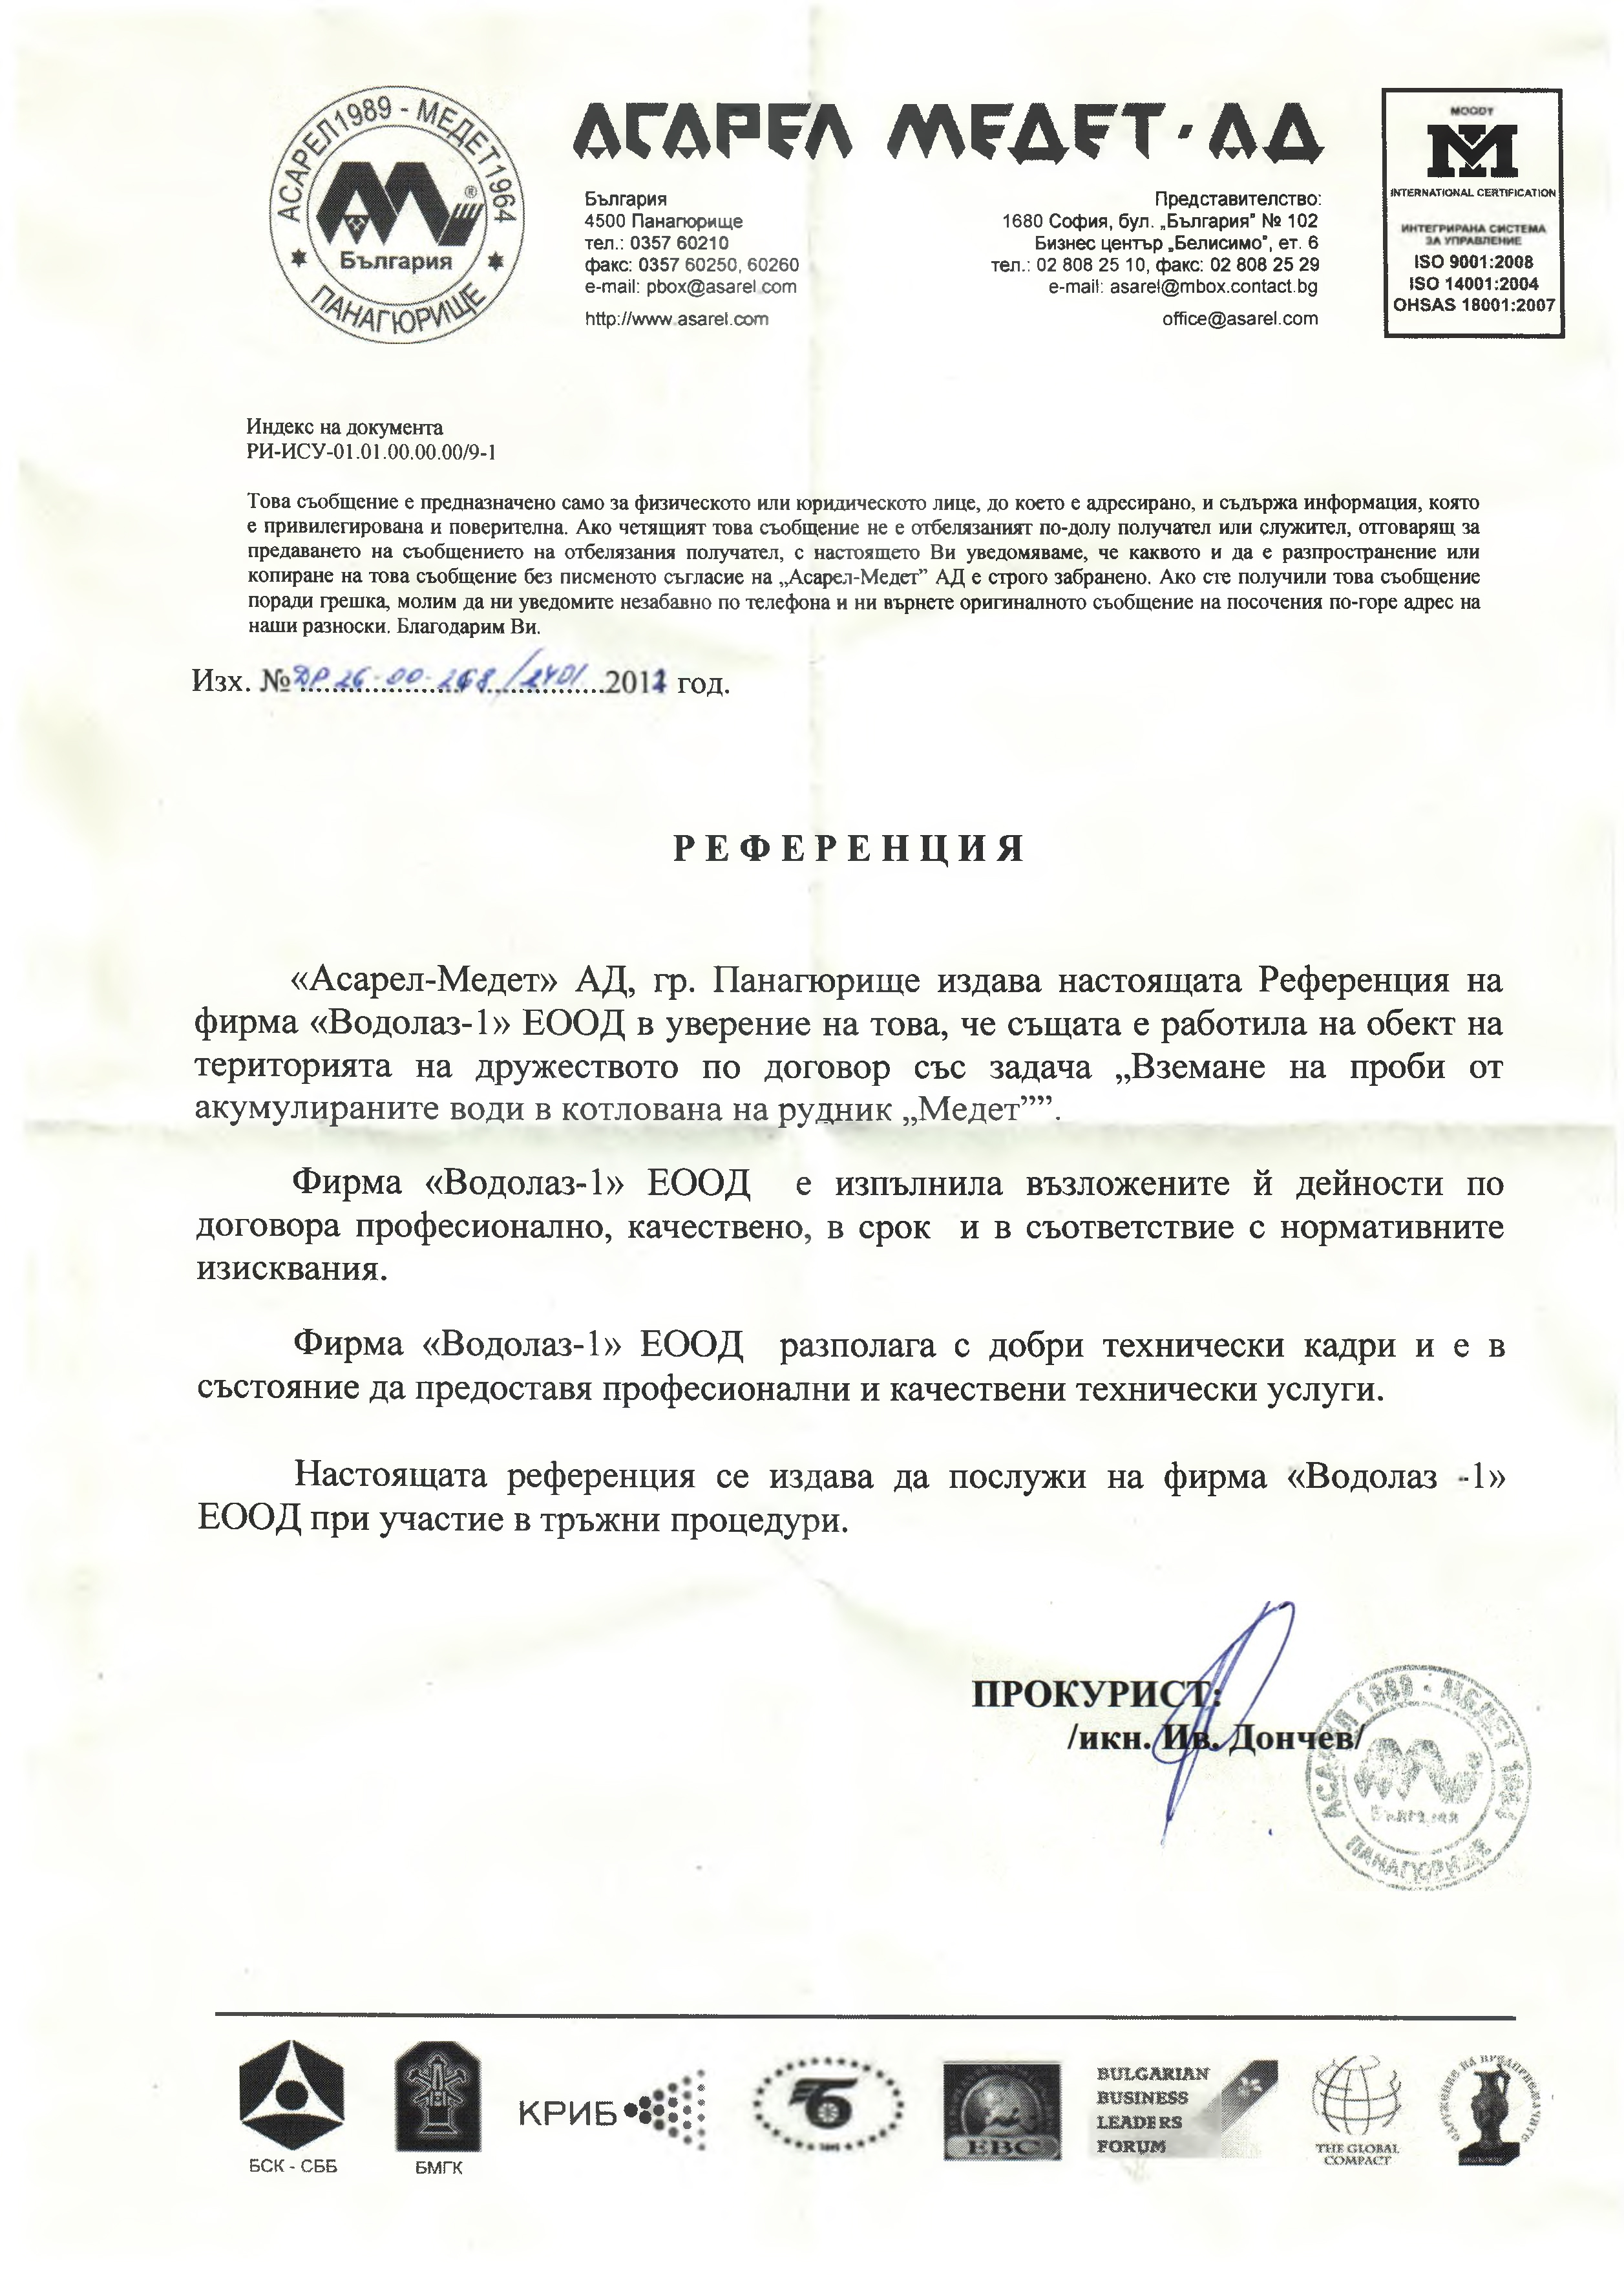 АСАРЕЛ 1989 - МЕДЕТ 1964
България
ПАНАГЮРИЩЕ
АСАРЕЛ МЕДЕТ - АД
България
4500 Панагюрище
тел.: 0357 60210
факс: 0357 60250, 60260
e-mail: pbox@asarel.com
http://www.asarel.com
Представителство:
1680 София, бул. „България" № 102
Бизнес център „Белисимо", ет. 6
тел.: 02 808 25 10, факс: 02 808 25 29
e-mail: asarel@mbox.contact.bg
office@asarel.com
MOODY
INTERNATIONAL CERTIFICATION
ИНТЕГРИРАНА СИСТЕМА
ЗА УПРАВЛЕНИЕ
ISO 9001:2008
ISO 14001:2004
OHSAS 18001:2007
Индекс на документа
РИ-ИСУ-01.01.00.00.00/9-1
Това съобщение е предназначено само за физическото или юридическото лице, до което е адресирано, и съдържа информация, която
е привилегирована и поверителна. Ако четящият това съобщение не е отбелязаният по-долу получател или служител, отговарящ за
предаването на съобщението на отбелязания получател, с настоящето Ви уведомяваме, че каквото и да е разпространение или
копиране на това съобщение без писменото съгласие на „Асарел-Медет” АД е строго забранено. Ако сте получили това съобщение
поради грешка, молим да ни уведомите незабавно по телефона и ни върнете оригиналното съобщение на посочения по-горе адрес на
наши разноски. Благодарим Ви.
Изх. № ДР 26-00-268/2401 год.
РЕФЕРЕНЦИЯ
«Асарел-Медет» АД, гр. Панагюрище издава настоящата Референция на
фирма «Водолаз-1» ЕООД в уверение на това, че същата е работила на обект на
територията на дружеството по договор със задача „Вземане на проби от
акумулираните води в котлована на рудник „Медет””.
Фирма «Водолаз-1» ЕООД е изпълнила възложените й дейности по
договора професионално, качествено, в срок и в съответствие с нормативните
изисквания.
Фирма «Водолаз-1» ЕООД разполага с добри технически кадри и е в
състояние да предоставя професионални и качествени технически услуги.
Настоящата референция се издава да послужи на фирма «Водолаз -1»
ЕООД при участие в тръжни процедури.
ПРОКУРИСТ:
/икн. Ив. Дончев/
АСАРЕЛ 1989 - МЕДЕТ 1964
България
ПАНАГЮРИЩЕ
БСК - СББ
БМГК
КРИБ
EBC
BULGARIAN
BUSINESS
LEADERS
FORUM
THE GLOBAL
COMPACT